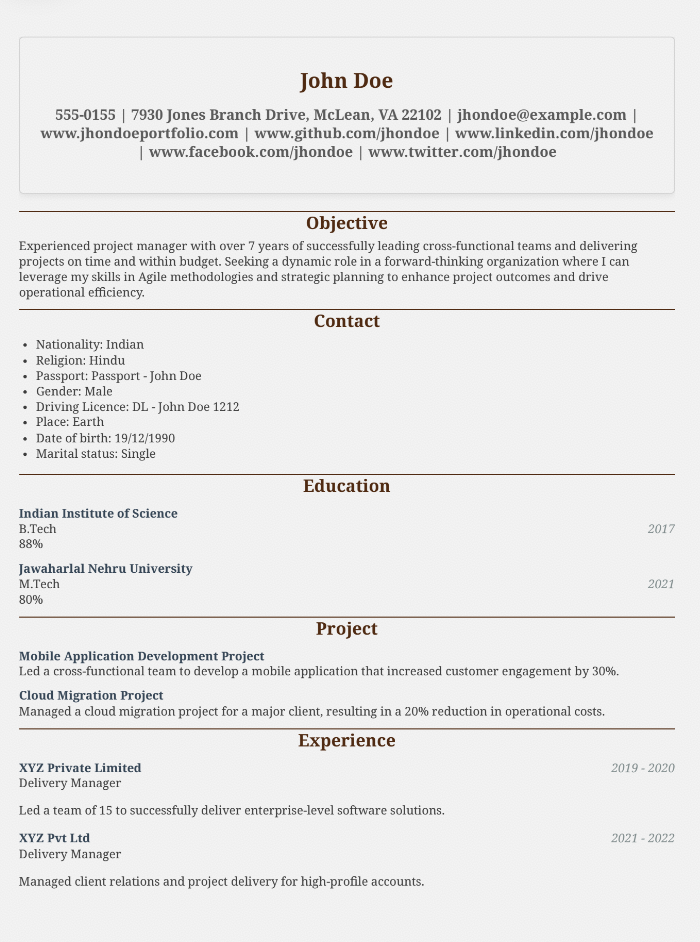 John Doe
555-0155 | 7930 Jones Branch Drive, McLean, VA 22102 | jhondoe@example.com |
www.jhondoeportfolio.com | www.github.com/jhondoe | www.linkedin.com/jhondoe
| www.facebook.com/jhondoe | www.twitter.com/jhondoe
Objective
Experienced project manager with over 7 years of successfully leading cross-functional teams and delivering
projects on time and within budget. Seeking a dynamic role in a forward-thinking organization where I can
leverage my skills in Agile methodologies and strategic planning to enhance project outcomes and drive
operational efficiency.
Contact
• Nationality: Indian
• Religion: Hindu
• Passport: Passport - John Doe
• Gender: Male
• Driving Licence: DL - John Doe 1212
• Place: Earth
• Date of birth: 19/12/1990
• Marital status: Single
Education
Indian Institute of Science
B.Tech 2017
88%
Jawaharlal Nehru University
M.Tech 2021
80%
Project
Mobile Application Development Project
Led a cross-functional team to develop a mobile application that increased customer engagement by 30%.
Cloud Migration Project
Managed a cloud migration project for a major client, resulting in a 20% reduction in operational costs.
Experience
XYZ Private Limited 2019 - 2020
Delivery Manager
Led a team of 15 to successfully deliver enterprise-level software solutions.
XYZ Pvt Ltd 2021 - 2022
Delivery Manager
Managed client relations and project delivery for high-profile accounts.